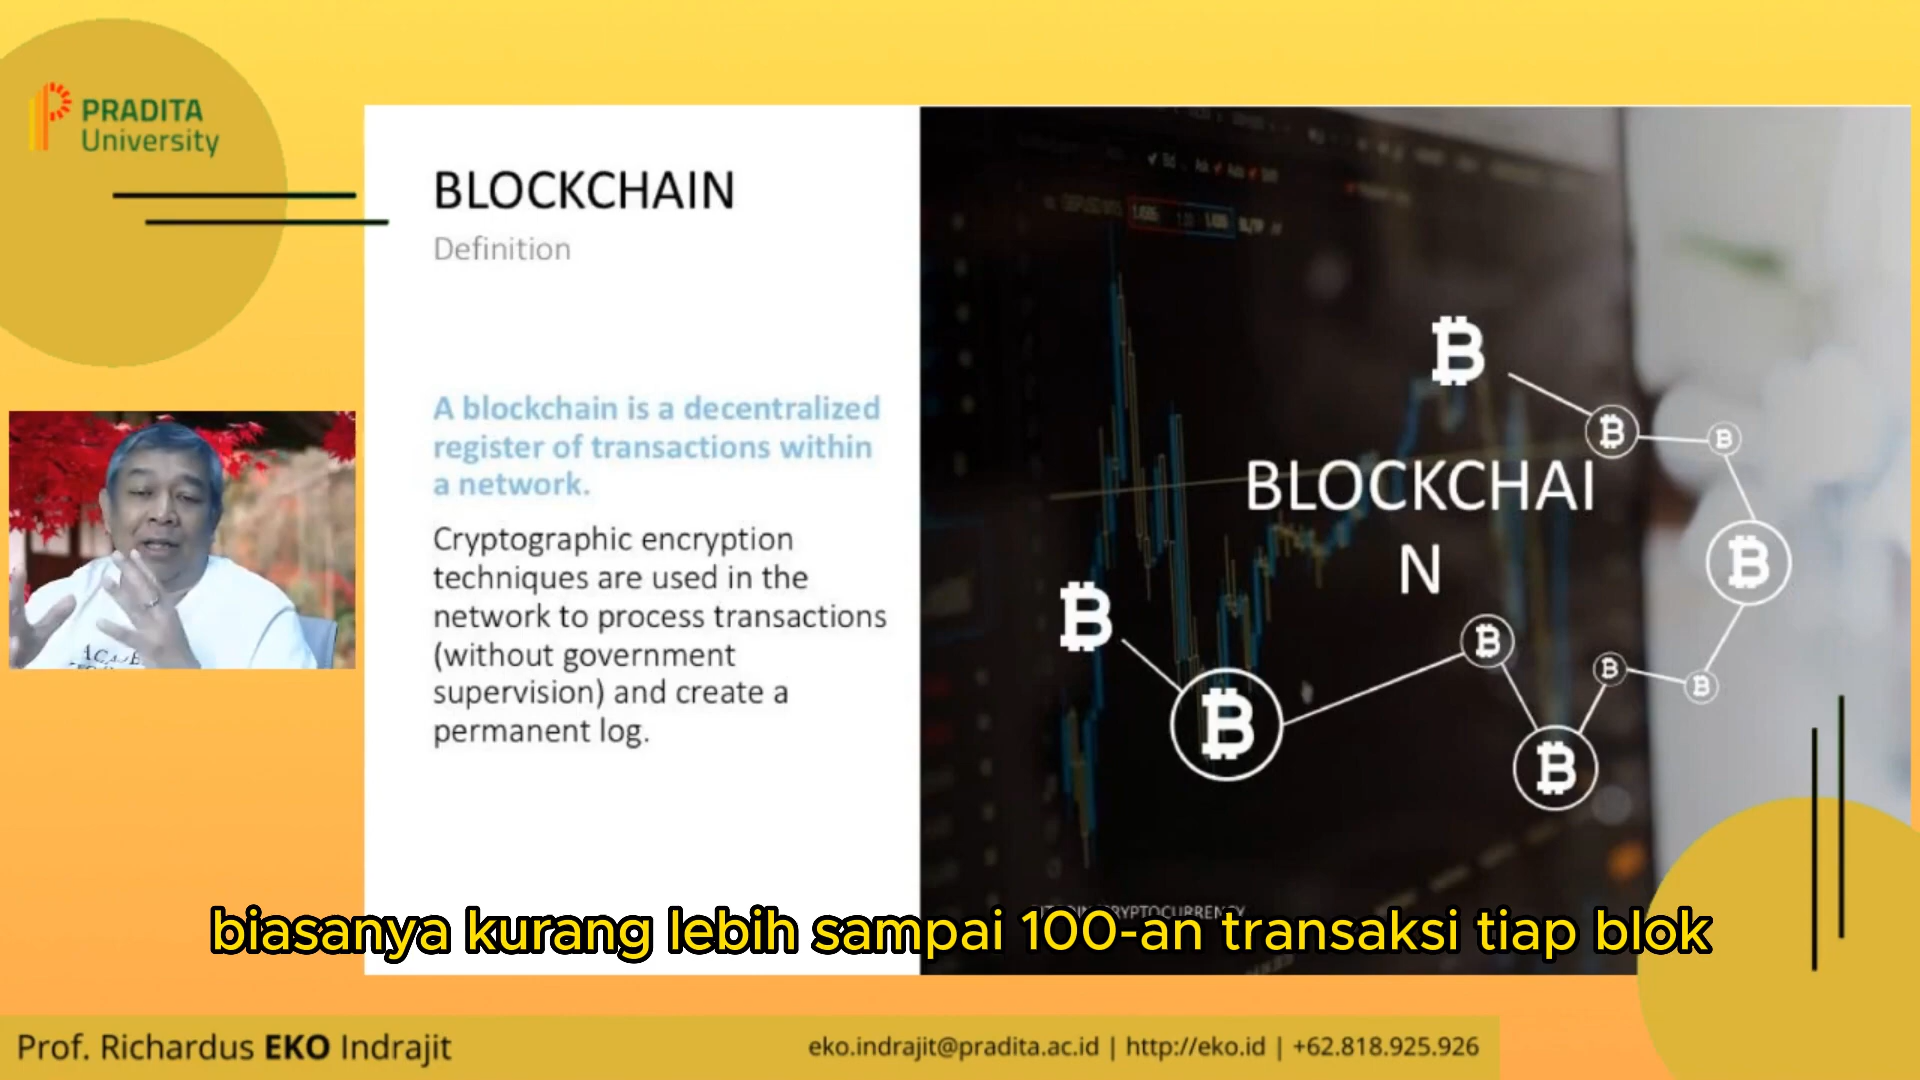 PRADITA
University
BLOCKCHAIN
Definition
A blockchain is a decentralized
register of transactions within
a network.
Cryptographic encryption
techniques are used in the
network to process transactions
(without government
supervision) and create a
permanent log.
BLOCKCHAI
N
biasanya kurang lebih sampai 100-an transaksi tiap blok
Prof. Richardus EKO Indrajit
eko.indrajit@pradita.ac.id | http://eko.id | +62.818.925.926